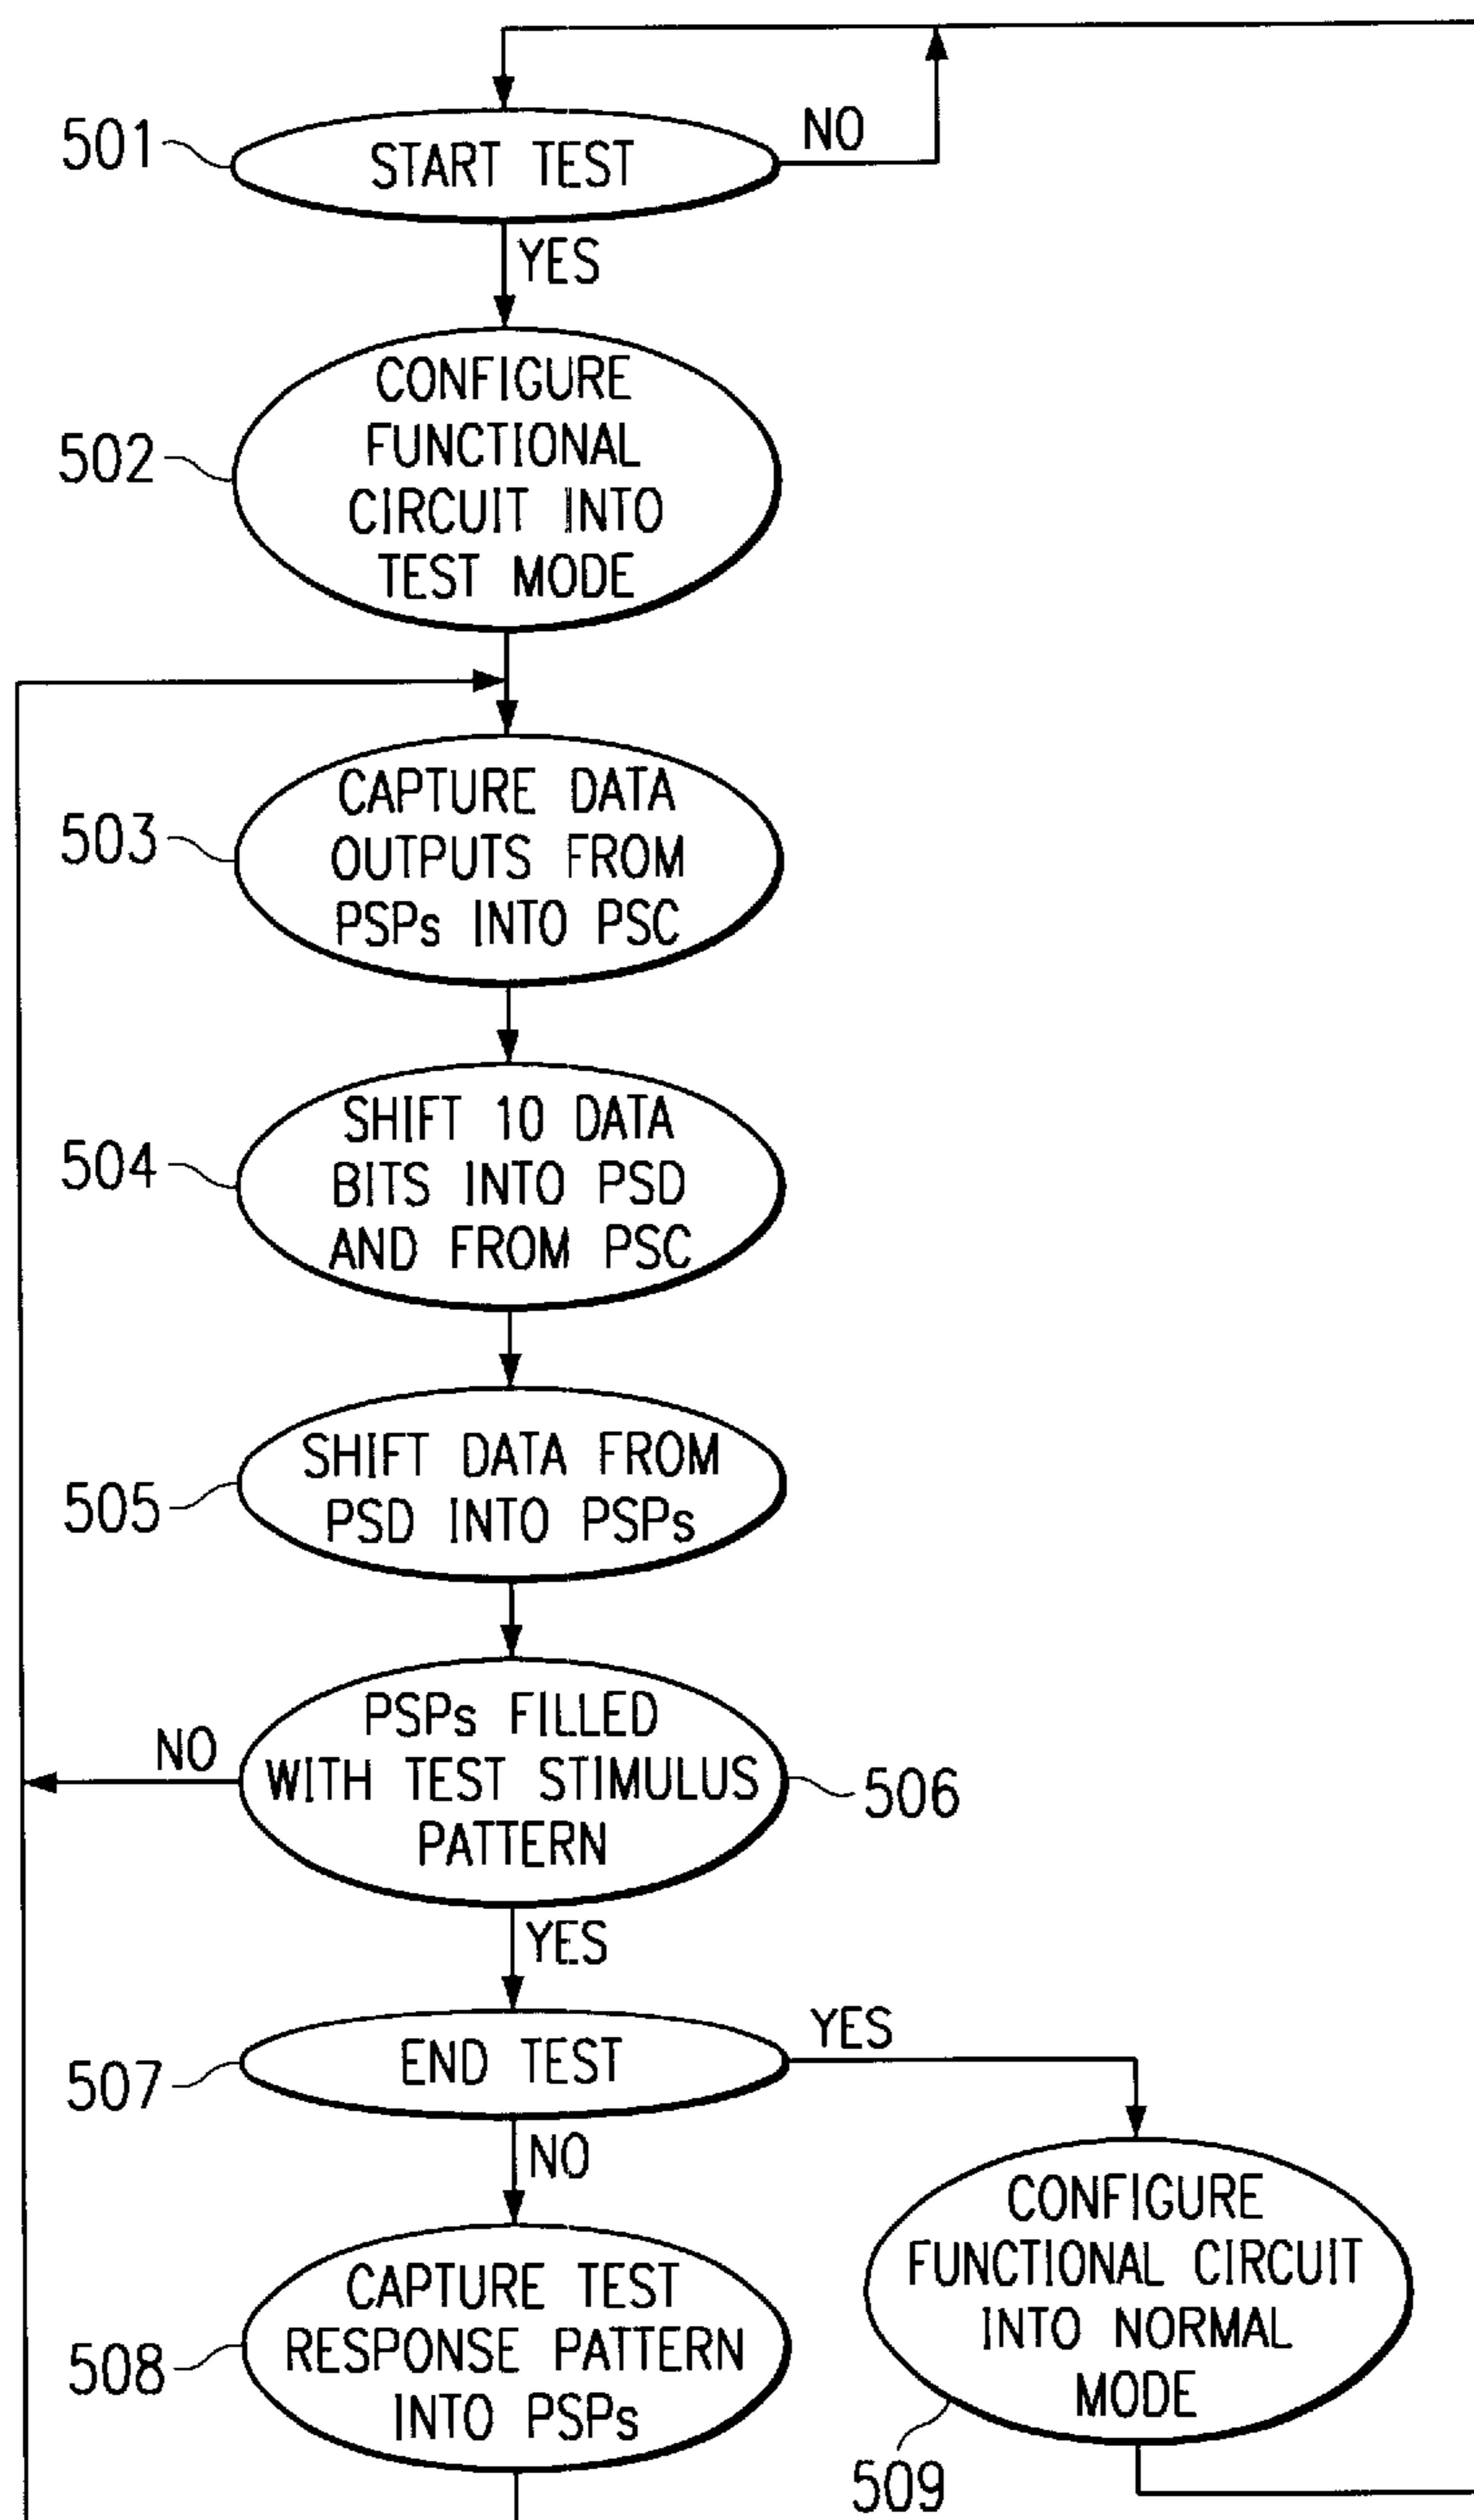 501
START TEST
NO
YES
502
CONFIGURE
FUNCTIONAL
CIRCUIT INTO
TEST MODE
503
CAPTURE DATA
OUTPUTS FROM
PSPs INTO PSC
504
SHIFT 10 DATA
BITS INTO PSD
AND FROM PSC
505
SHIFT DATA FROM
PSD INTO PSPs
NO
PSPs FILLED
WITH TEST STIMULUS
PATTERN
506
YES
507
END TEST
YES
NO
508
CAPTURE TEST
RESPONSE PATTERN
INTO PSPs
CONFIGURE
FUNCTIONAL CIRCUIT
INTO NORMAL
MODE
509